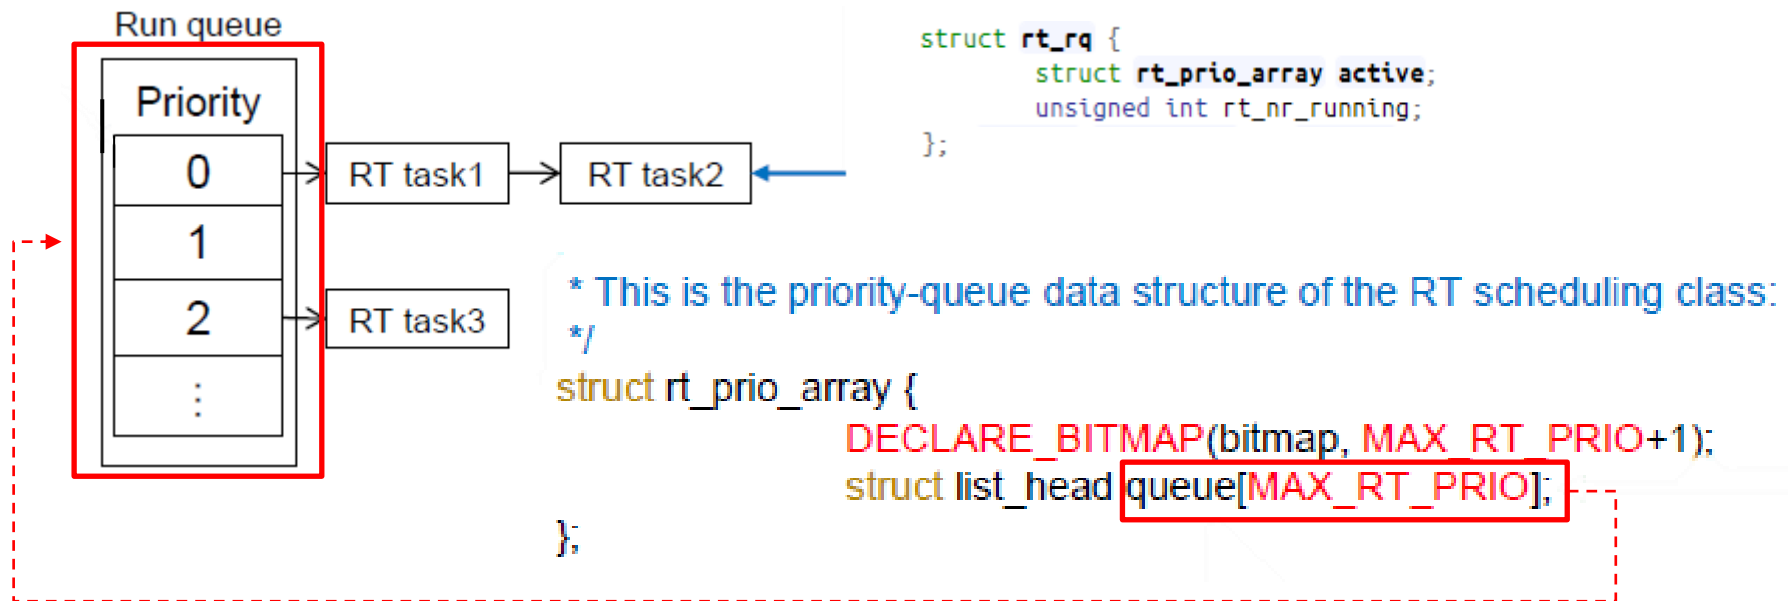 Run queue
Priority
0
1
2
⋮
RT task1
RT task2
RT task3
struct rt_rq {
struct rt_prio_array active;
unsigned int rt_nr_running;
};
* This is the priority-queue data structure of the RT scheduling class:
*/
struct rt_prio_array {
DECLARE_BITMAP(bitmap, MAX_RT_PRIO+1);
struct list_head queue[MAX_RT_PRIO];
};